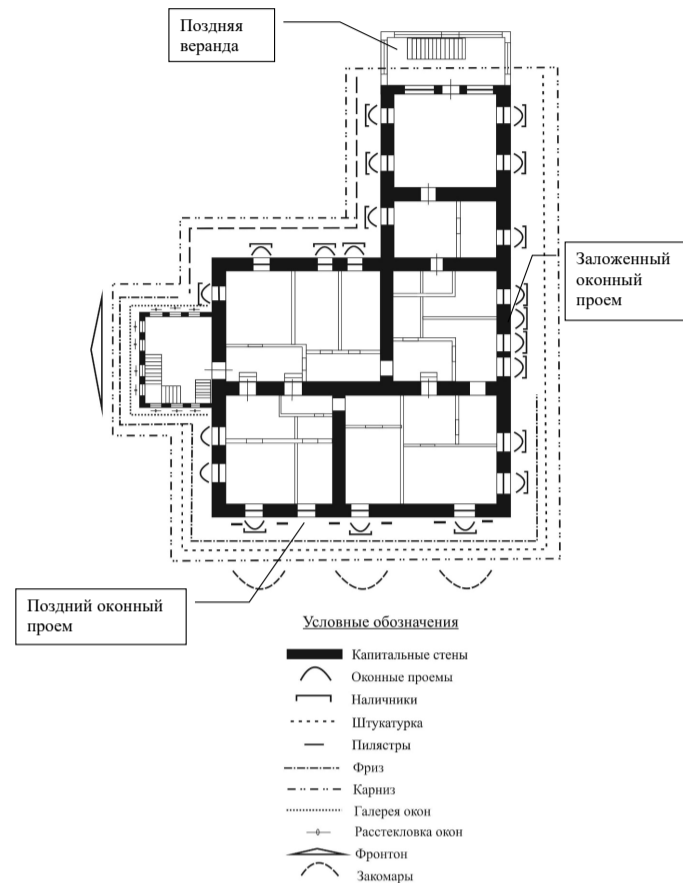 Поздняя
веранда
Заложенный
оконный
проем
Поздний оконный
проем
Условные обозначения
Капитальные стены
Оконные проемы
Наличники
Штукатурка
Пилястры
Фриз
Карниз
Галерея окон
Расстекловка окон
Фронтон
Закомары